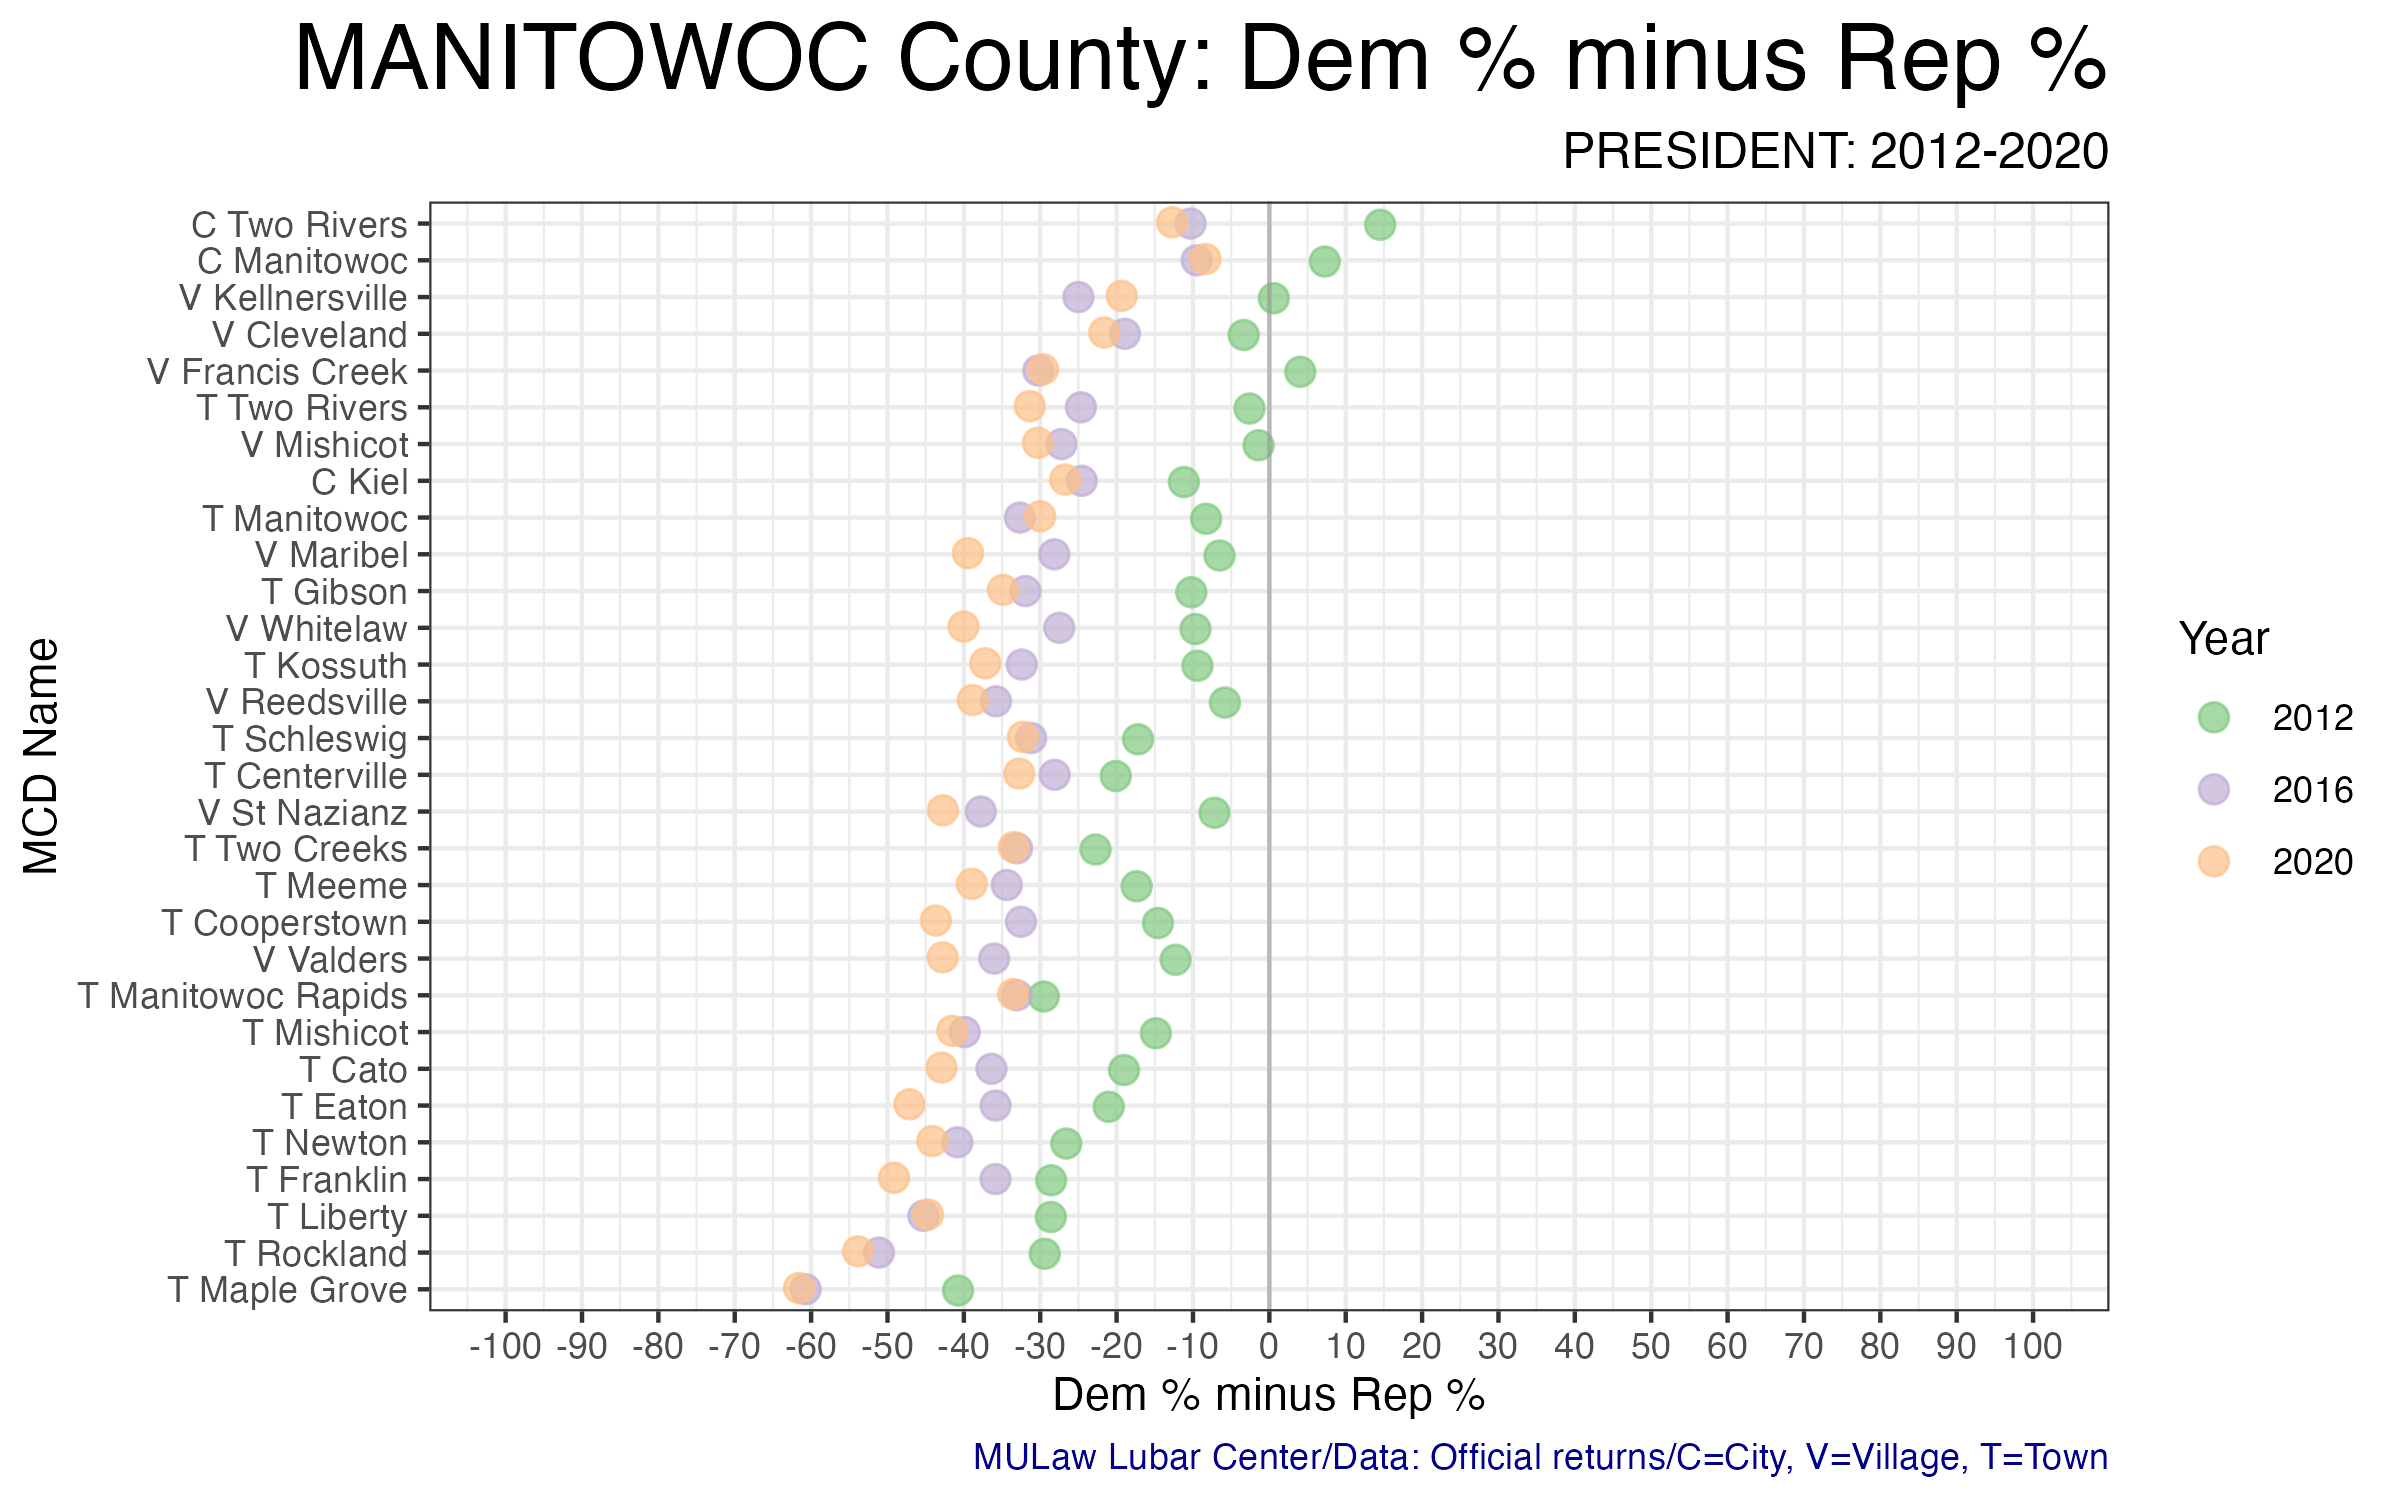 MANITOWOC County: Dem % minus Rep %
PRESIDENT: 2012-2020
MCD Name
C Two Rivers
C Manitowoc
V Kellnersville
V Cleveland
V Francis Creek
T Two Rivers
V Mishicot
C Kiel
T Manitowoc
V Maribel
T Gibson
V Whitelaw
T Kossuth
V Reedsville
T Schleswig
T Centerville
V St Nazianz
T Two Creeks
T Meeme
T Cooperstown
V Valders
T Manitowoc Rapids
T Mishicot
T Cato
T Eaton
T Newton
T Franklin
T Liberty
T Rockland
T Maple Grove
-100 -90 -80 -70 -60 -50 -40 -30 -20 -10 0 10 20 30 40 50 60 70 80 90 100
Dem % minus Rep %
Year
2012
2016
2020
MULaw Lubar Center/Data: Official returns/C=City, V=Village, T=Town